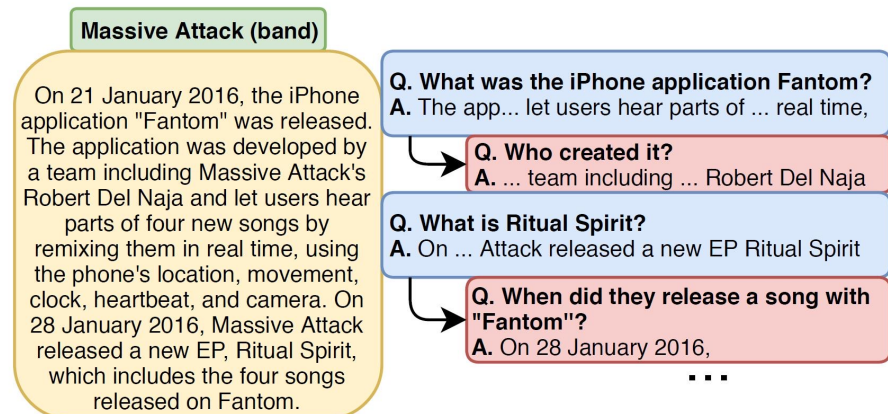 Massive Attack (band)
On 21 January 2016, the iPhone
application "Fantom" was released.
The application was developed by
a team including Massive Attack's
Robert Del Naja and let users hear
parts of four new songs by
remixing them in real time, using
the phone's location, movement,
clock, heartbeat, and camera. On
28 January 2016, Massive Attack
released a new EP, Ritual Spirit,
which includes the four songs
released on Fantom.
Q. What was the iPhone application Fantom?
A. The app... let users hear parts of ... real time,
Q. Who created it?
A. ... team including ... Robert Del Naja
Q. What is Ritual Spirit?
A. On ... Attack released a new EP Ritual Spirit
Q. When did they release a song with
"Fantom"?
A. On 28 January 2016,
...